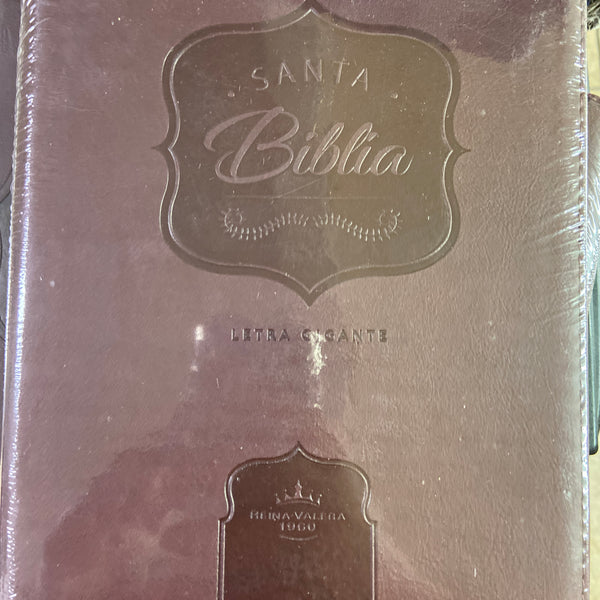 SANTA
Biblia
LETRA GIGANTE
REINA-VALERA
1960